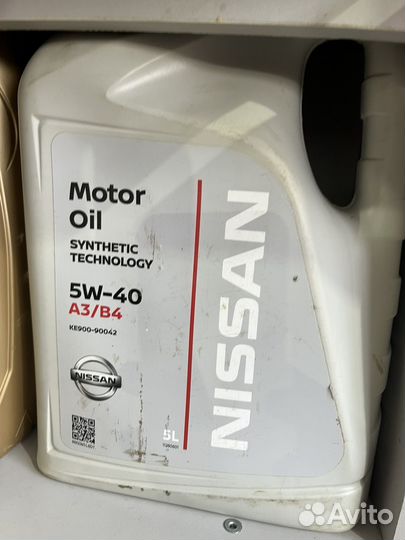 Motor
Oil
SYNTHETIC
TECHNOLOGY
5W-40
A3/B4
KE900-90042
NISSAN
NISSAN
5L
Avito